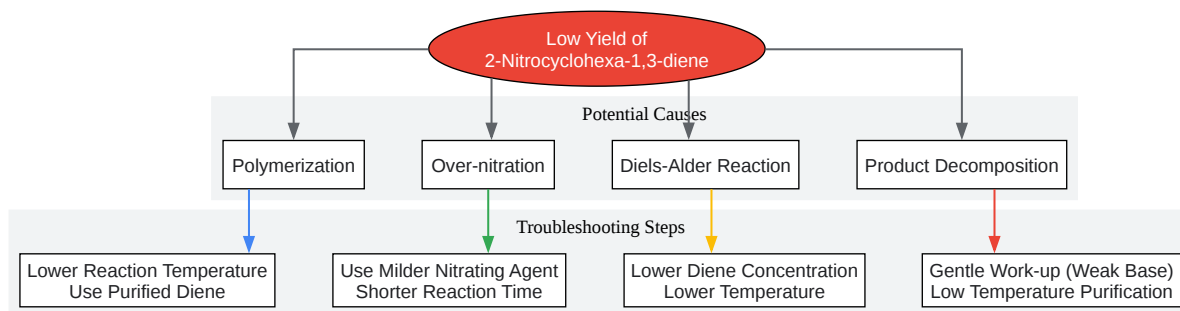 Low Yield of
2-Nitrocyclohexa-1,3-diene
Potential Causes
Polymerization
Over-nitration
Diels-Alder Reaction
Product Decomposition
Troubleshooting Steps
Lower Reaction Temperature
Use Purified Diene
Use Milder Nitrating Agent
Shorter Reaction Time
Lower Diene Concentration
Lower Temperature
Gentle Work-up (Weak Base)
Low Temperature Purification